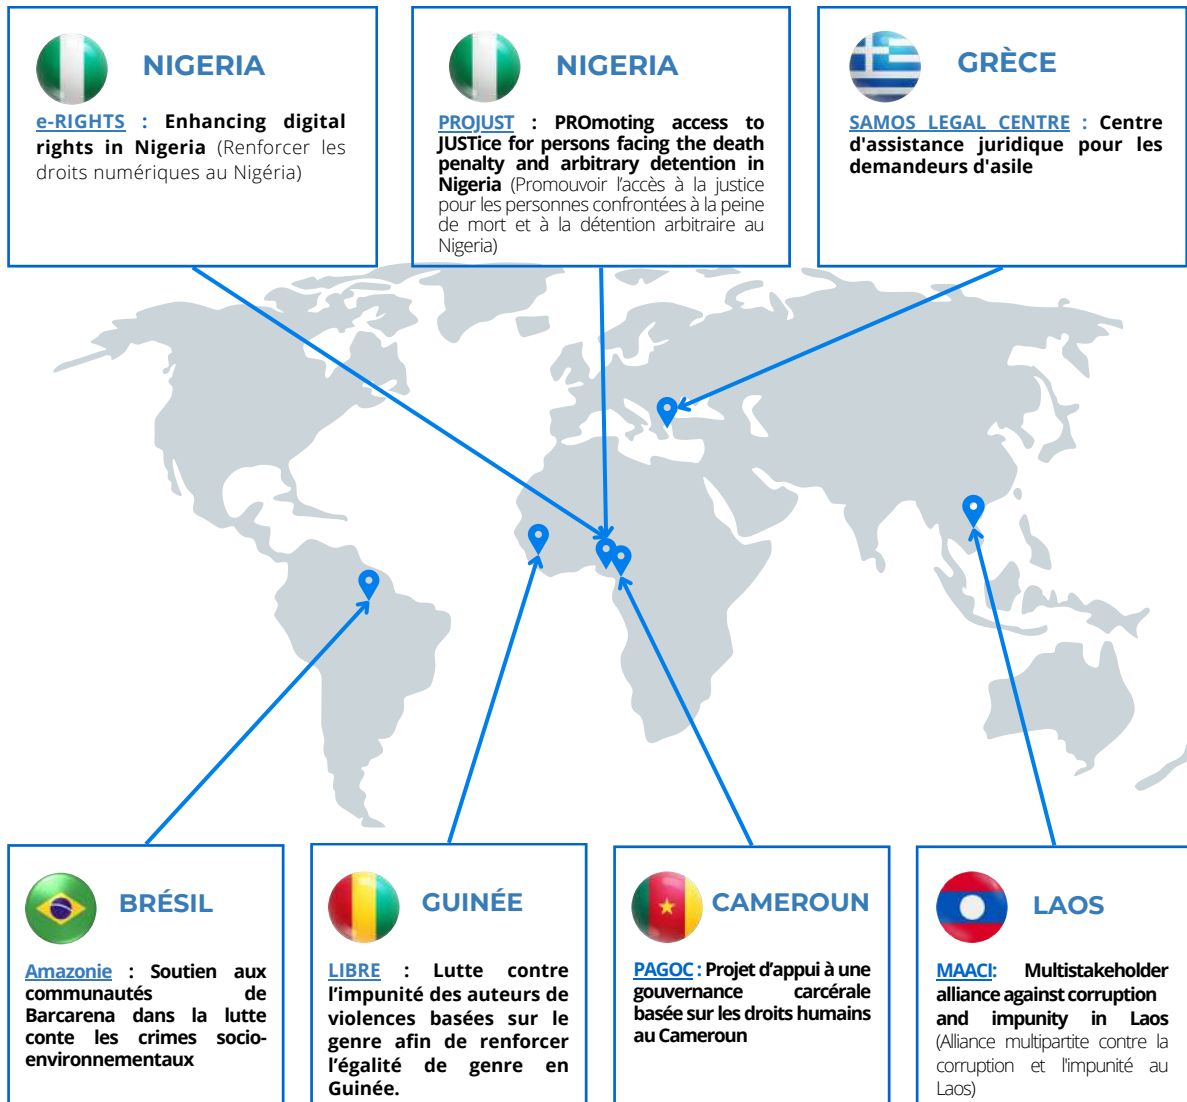 NIGERIA
e-RIGHTS : Enhancing digital
rights in Nigeria (Renforcer les
droits numériques au Nigéria)
NIGERIA
PROJUST : PROmoting access to
JUSTice for persons facing the death
penalty and arbitrary detention in
Nigeria (Promouvoir l'accès à la justice
pour les personnes confrontées à la peine
de mort et à la détention arbitraire au
Nigeria)
GRÈCE
SAMOS LEGAL CENTRE : Centre
d'assistance juridique pour les
demandeurs d'asile
BRÉSIL
Amazonie : Soutien aux
communautés de
Barcarena dans la lutte
conte les crimes socio-
environnementaux
GUINÉE
LIBRE : Lutte contre
l'impunité des auteurs de
violences basées sur le
genre afin de renforcer
l'égalité de genre en
Guinée.
CAMEROUN
PAGOC : Projet d'appui à une
gouvernance carcérale
basée sur les droits humains
au Cameroun
LAOS
MAACI: Multistakeholder
alliance against corruption
and impunity in Laos
(Alliance multipartite contre la
corruption et l'impunité au
Laos)